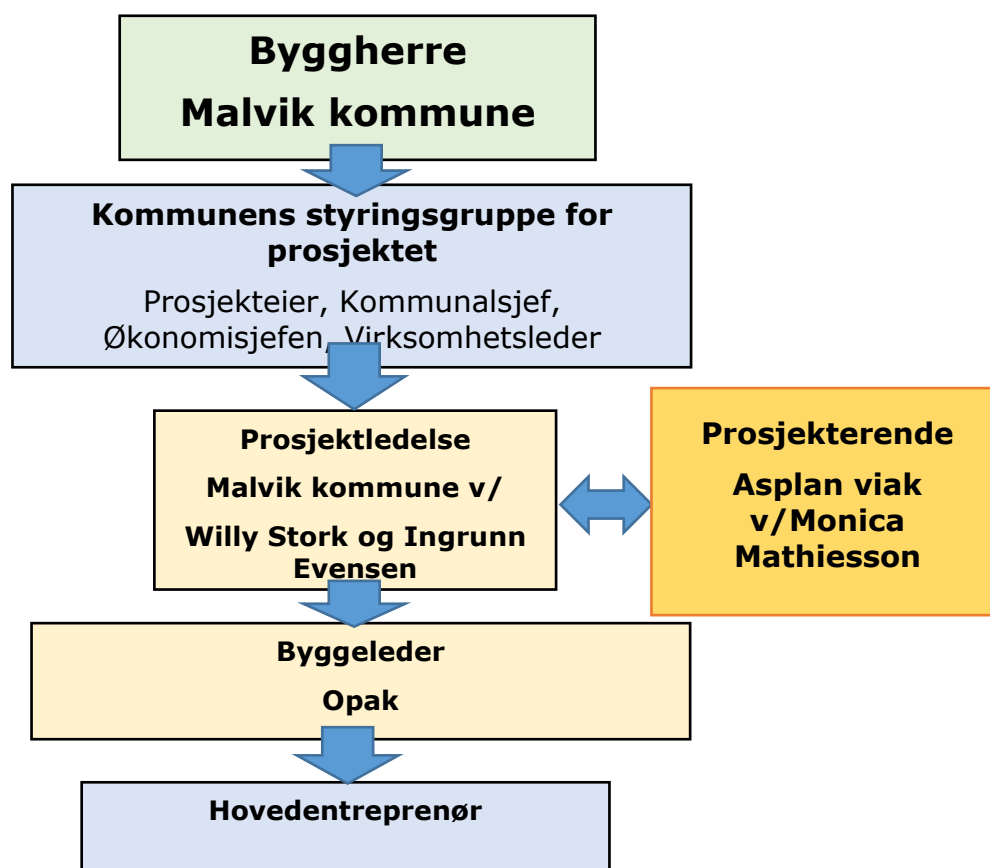 Byggherre
Malvik kommune
Kommunens styringsgruppe for
prosjektet
Prosjekteier, Kommunalsjef,
Økonomisjefen, Virksomhetsleder
Prosjektledelse
Malvik kommune v/
Willy Stork og Ingrunn
Evensen
Prosjekterende
Asplan viak
v/Monica
Mathiesson
Byggeleder
Opak
Hovedentreprenør